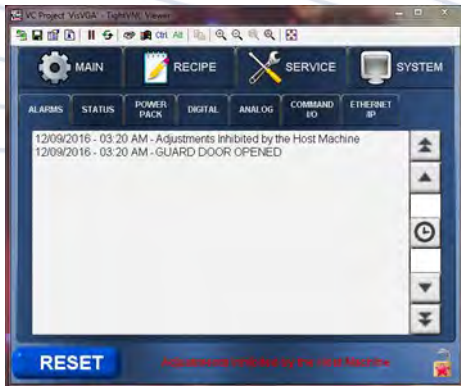 VC Project 'VisVGA' - TightVNC Viewer
Ctrl Alt
MAIN RECIPE SERVICE SYSTEM
ALARMS STATUS POWER PACK DIGITAL ANALOG COMMAND I/O ETHERNET /IP
12/09/2016 - 03:20 AM - Adjustments Inhibited by the Host Machine
12/09/2016 - 03:20 AM - GUARD DOOR OPENED
RESET Adjustments Inhibited by the Host Machine